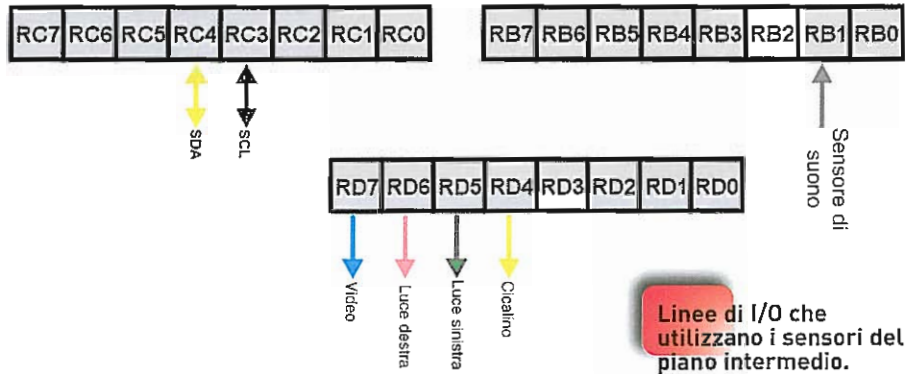 RC7 RC6 RC5 RC4 RC3 RC2 RC1 RC0
RB7 RB6 RB5 RB4 RB3 RB2 RB1 RB0
SDA
SCL
Sensore di
suono
RD7 RD6 RD5 RD4 RD3 RD2 RD1 RD0
Video
Luce destra
Luce sinistra
Cicalino
Linee di I/O che
utilizzano i sensori del
piano intermedio.